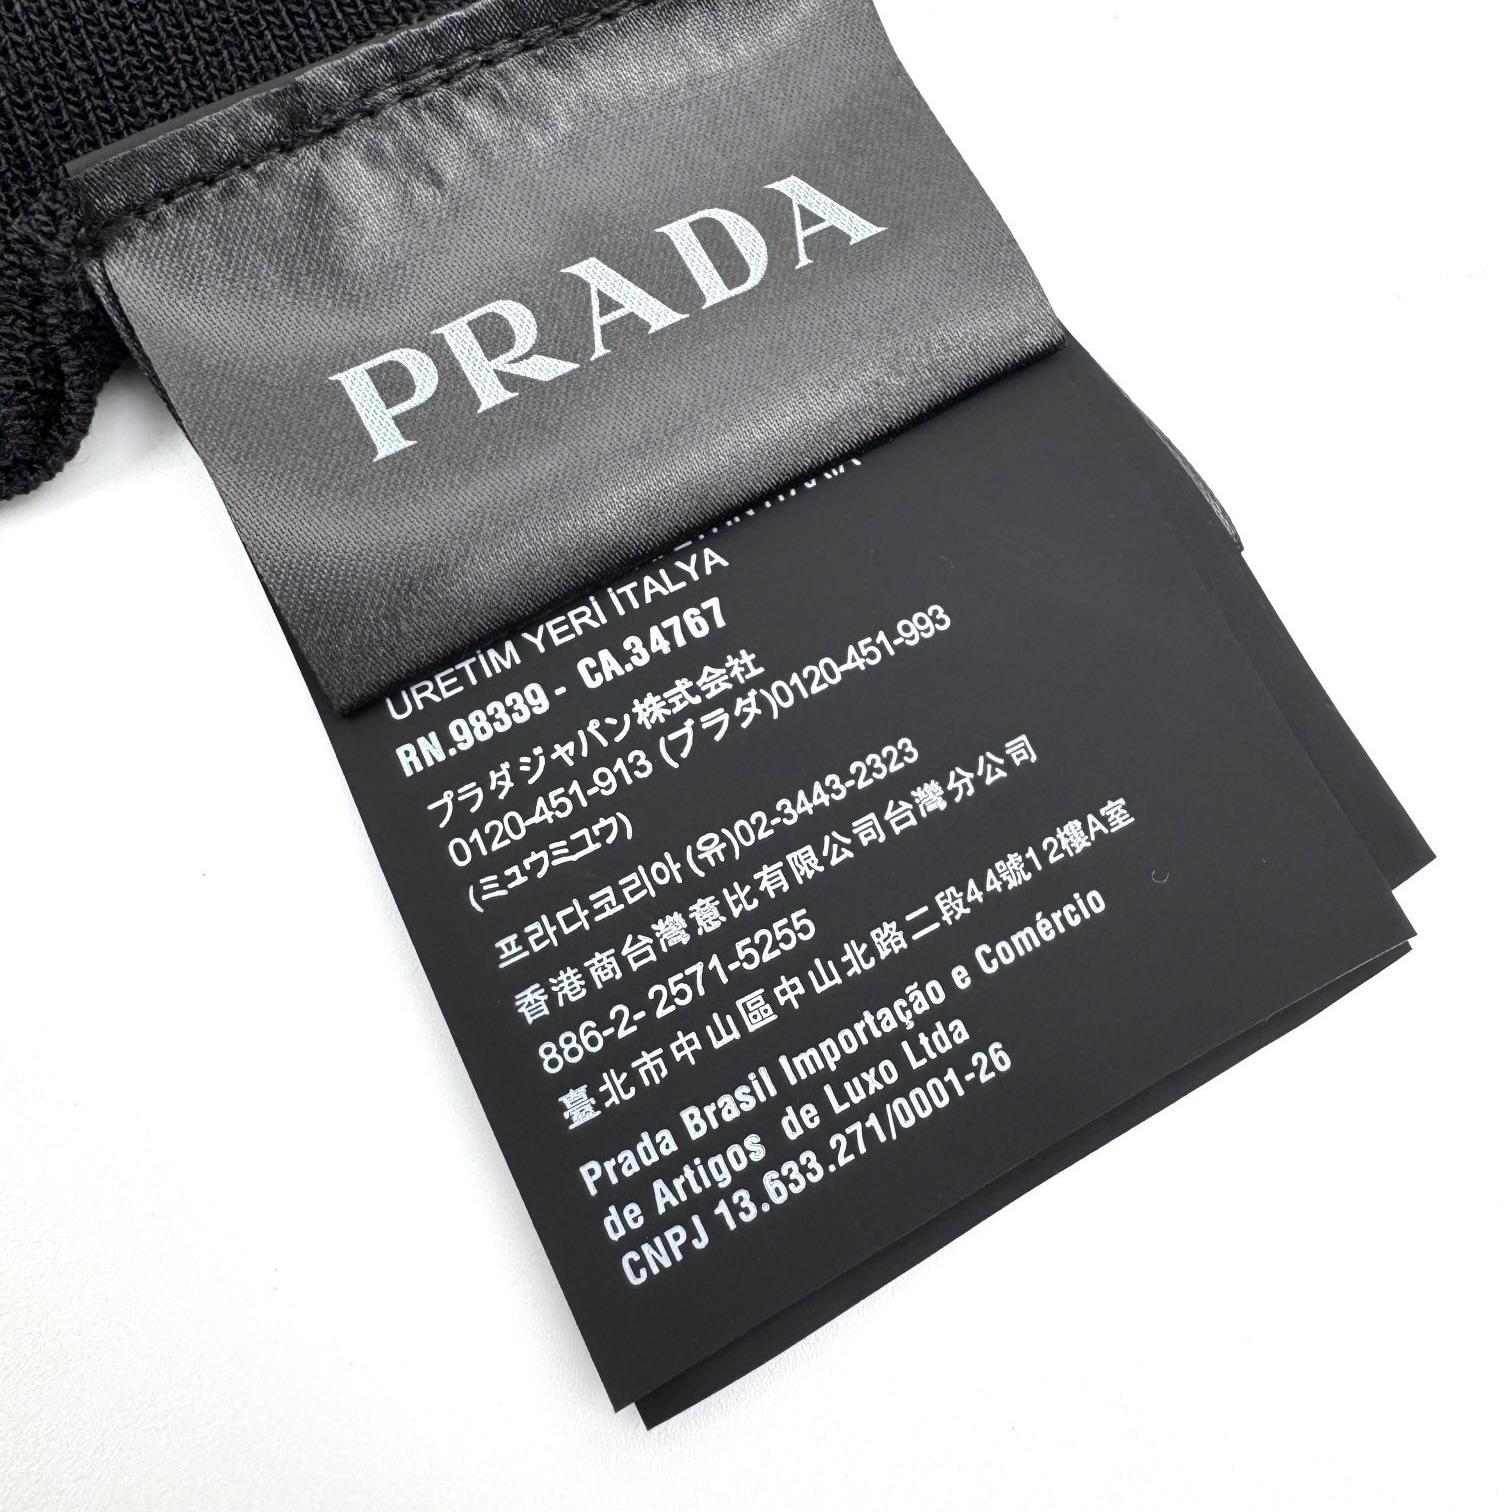 PRADA
ÜRETİM YERİ İTALYA
RN.98339 - CA.34767
プラダジャパン株式会社
0120-451-913 (プラダ)0120-451-993
(ミュウミュウ)
프라다코리아(유)02-3443-2323
香港商台灣意比有限公司台灣分公司
886-2- 2571-5255
臺北市中山區中山北路二段44號12樓A室
Prada Brasil Importação e Comércio
de Artigos de Luxo Ltda
CNPJ 13.633.271/0001-26